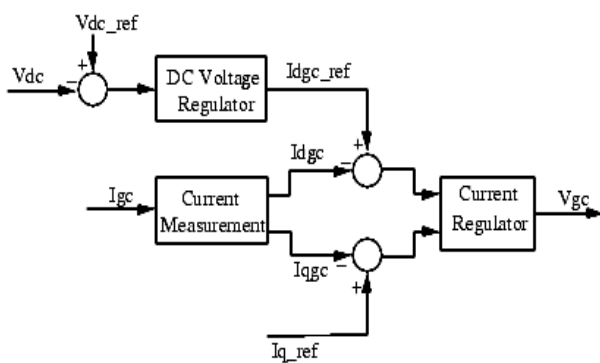 Vdc_ref
+
Vdc
−
DC Voltage
Regulator
Idgc_ref
+
−
Idgc
Igc
Current
Measurement
Current
Regulator
Vgc
Iqgc
−
+
Iq_ref